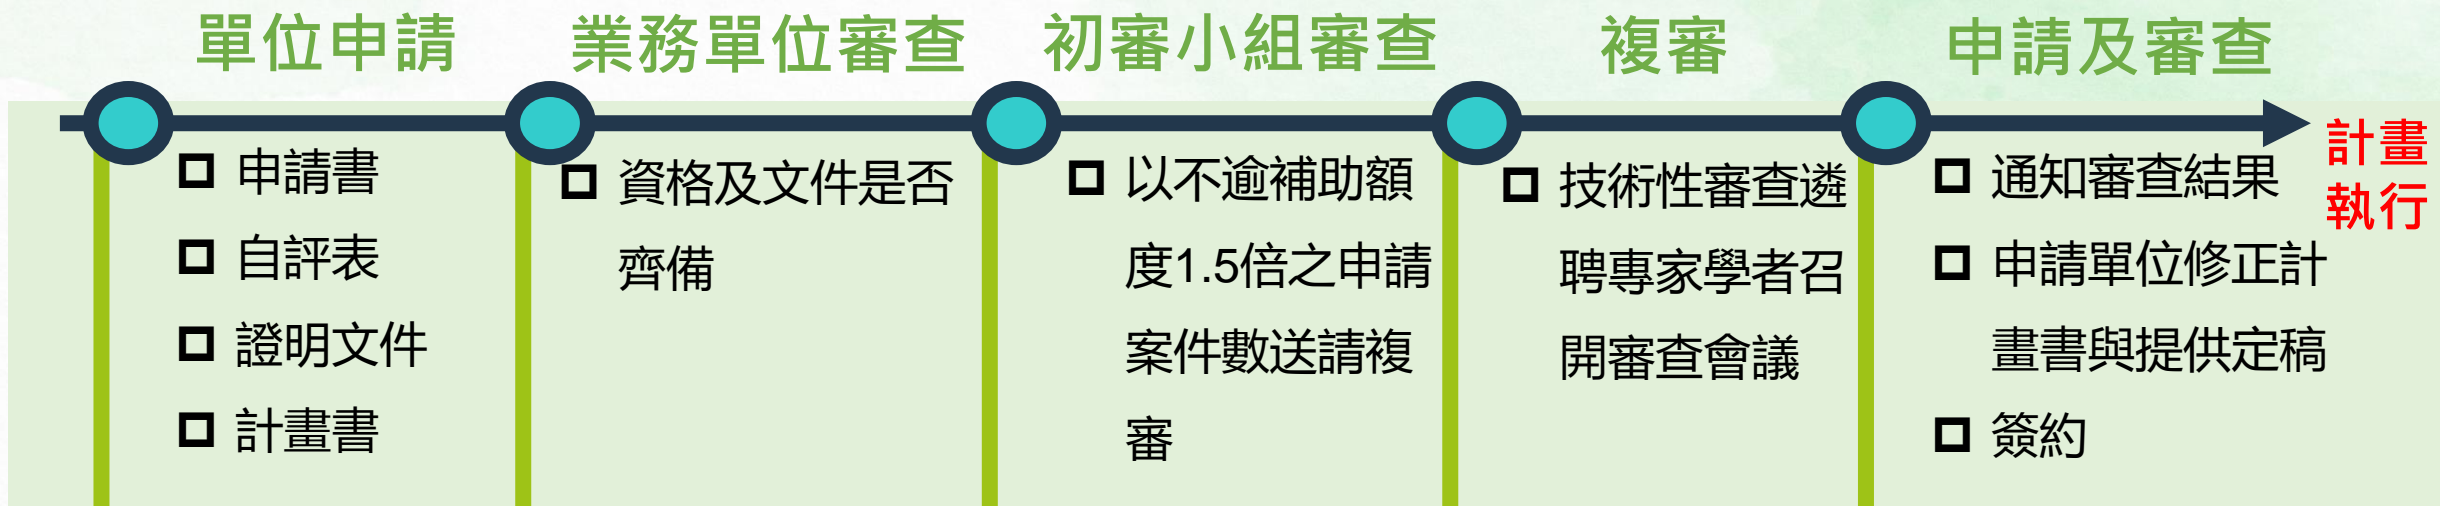 單位申請
申請書
自評表
證明文件
計畫書
業務單位審查
資格及文件是否
齊備
初審小組審查
以不逾補助額
度1.5倍之申請
案件數送請複
審
複審
技術性審查遴
聘專家學者召
開審查會議
申請及審查
通知審查結果
申請單位修正計
畫書與提供定稿
簽約
計畫
執行